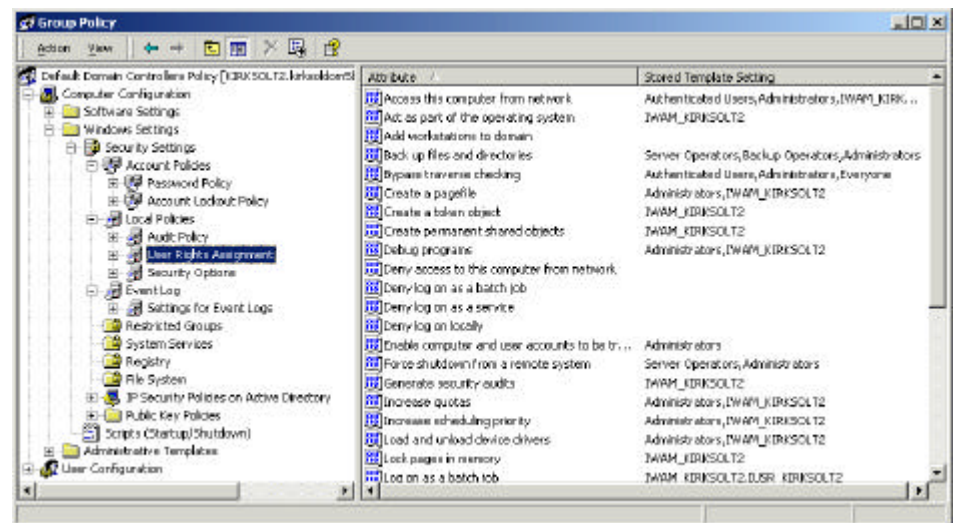 Group Policy
Action View
Default Domain Controllers Policy [KIRKSOLT2.kirksoldom5l
Computer Configuration
Software Settings
Windows Settings
Security Settings
Account Policies
Password Policy
Account Lockout Policy
Local Policies
Audit Policy
User Rights Assignment
Security Options
Event Log
Settings for Event Logs
Restricted Groups
System Services
Registry
File System
IP Security Policies on Active Directory
Public Key Policies
Scripts (Startup/Shutdown)
Administrative Templates
User Configuration
Attribute Stored Template Setting
Access this computer from network Authenticated Users,Administrators,IWAM_KIRK...
Act as part of the operating system IWAM_KIRKSOLT2
Add workstations to domain
Back up files and directories Server Operators,Backup Operators,Administrators
Bypass traverse checking Authenticated Users,Administrators,Everyone
Create a pagefile Administrators,IWAM_KIRKSOLT2
Create a token object IWAM_KIRKSOLT2
Create permanent shared objects IWAM_KIRKSOLT2
Debug programs Administrators,IWAM_KIRKSOLT2
Deny access to this computer from network
Deny log on as a batch job
Deny log on as a service
Deny log on locally
Enable computer and user accounts to be tr... Administrators
Force shutdown from a remote system Server Operators,Administrators
Generate security audits IWAM_KIRKSOLT2
Increase quotas Administrators,IWAM_KIRKSOLT2
Increase scheduling priority Administrators,IWAM_KIRKSOLT2
Load and unload device drivers Administrators,IWAM_KIRKSOLT2
Lock pages in memory IWAM_KIRKSOLT2
Log on as a batch job IWAM_KIRKSOLT2,IUSR_KIRKSOLT2